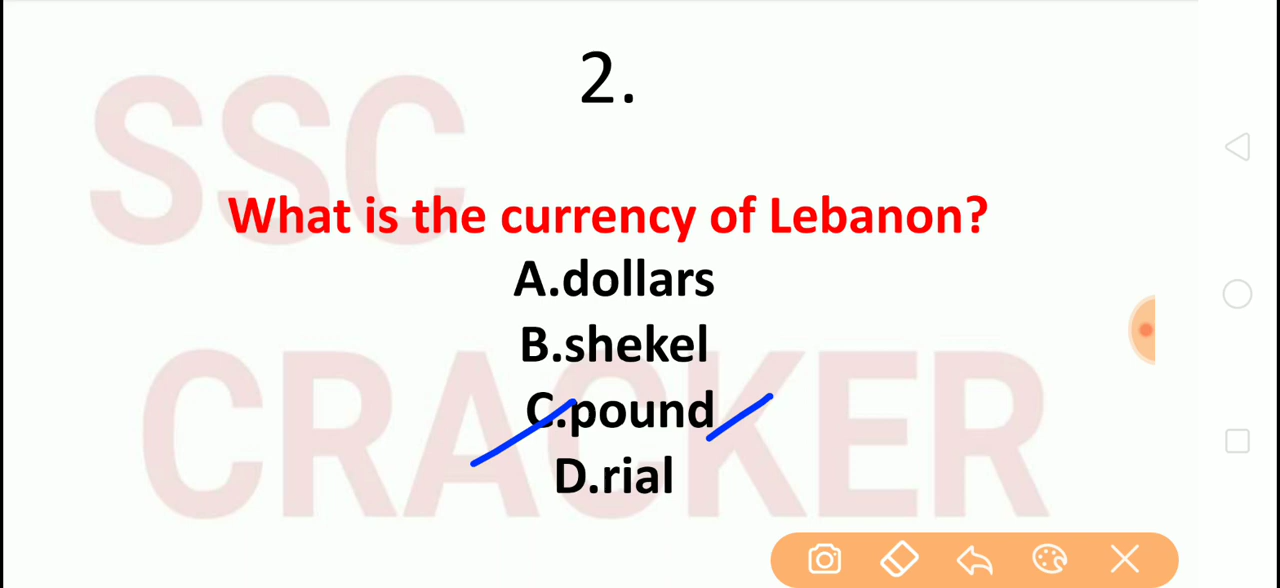 2.
SSC
What is the currency of Lebanon?
A.dollars
B.shekel
CRACKER
C.pound
D.rial